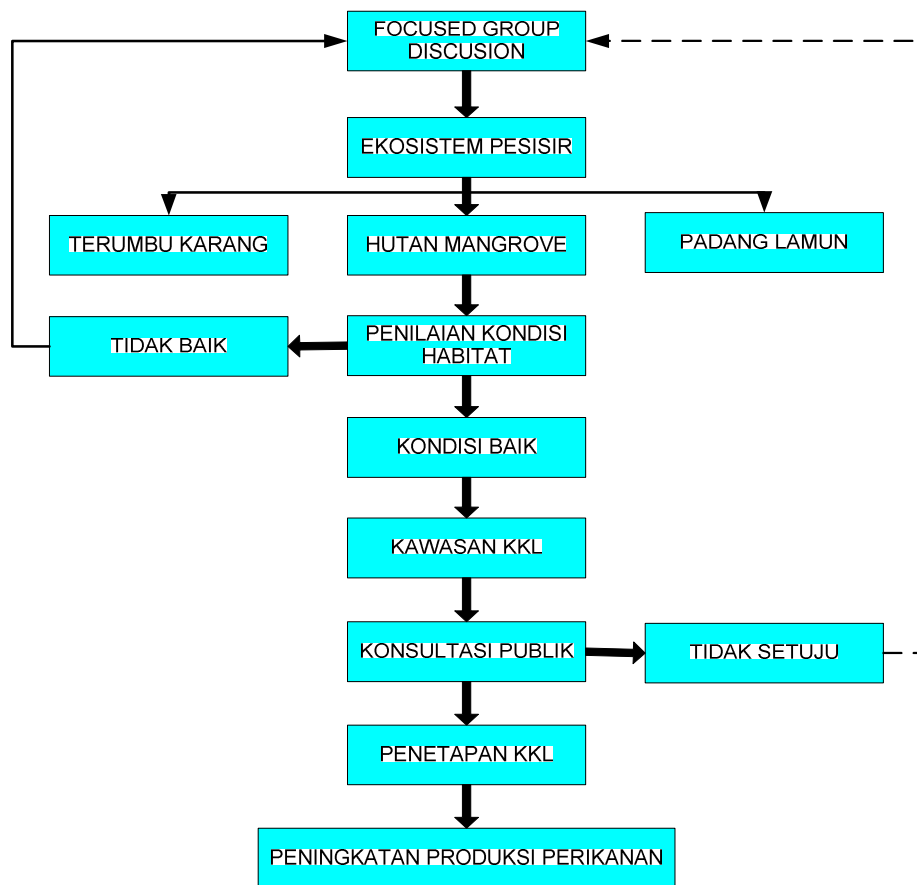 FOCUSED GROUP
DISCUSION
EKOSISTEM PESISIR
TERUMBU KARANG
HUTAN MANGROVE
PADANG LAMUN
TIDAK BAIK
PENILAIAN KONDISI
HABITAT
KONDISI BAIK
KAWASAN KKL
KONSULTASI PUBLIK
TIDAK SETUJU
PENETAPAN KKL
PENINGKATAN PRODUKSI PERIKANAN